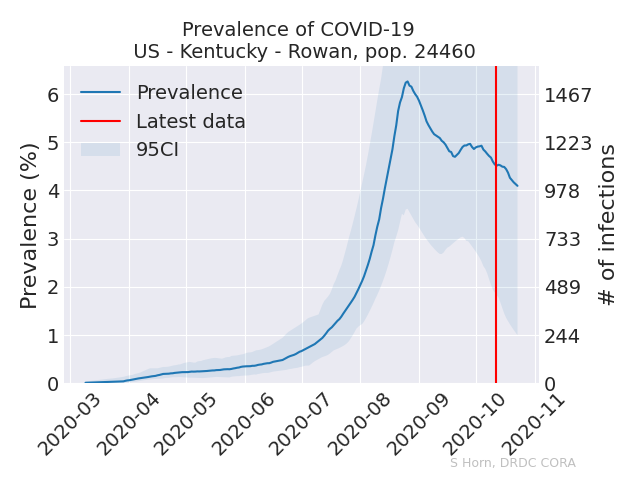 Prevalence of COVID-19
US - Kentucky - Rowan, pop. 24460
Prevalence
Latest data
95CI
Prevalence (%)
6
5
4
3
2
1
0
1467
1223
978
733
489
244
0
# of infections
2020-03
2020-04
2020-05
2020-06
2020-07
2020-08
2020-09
2020-10
2020-11
S Horn, DRDC CORA